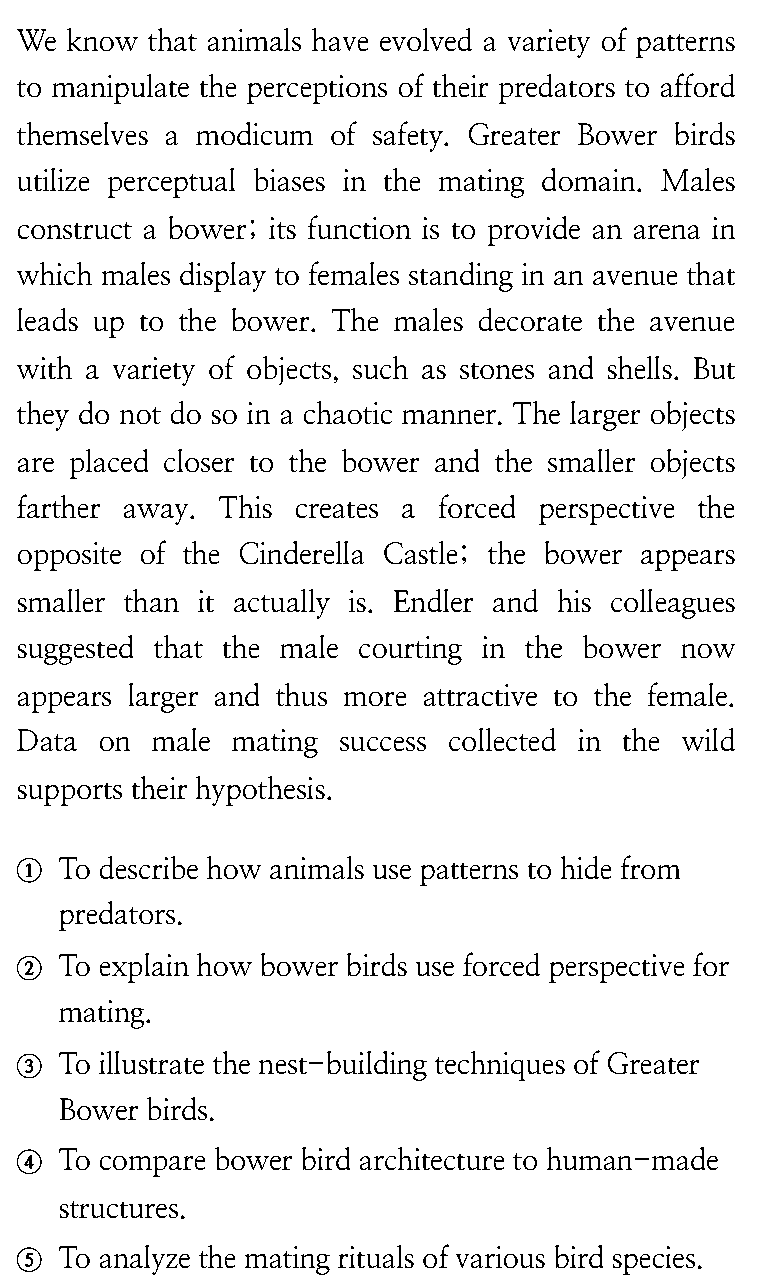 We know that animals have evolved a variety of patterns
to manipulate the perceptions of their predators to afford
themselves a modicum of safety. Greater Bower birds
utilize perceptual biases in the mating domain. Males
construct a bower; its function is to provide an arena in
which males display to females standing in an avenue that
leads up to the bower. The males decorate the avenue
with a variety of objects, such as stones and shells. But
they do not do so in a chaotic manner. The larger objects
are placed closer to the bower and the smaller objects
farther away. This creates a forced perspective the
opposite of the Cinderella Castle; the bower appears
smaller than it actually is. Endler and his colleagues
suggested that the male courting in the bower now
appears larger and thus more attractive to the female.
Data on male mating success collected in the wild
supports their hypothesis.
① To describe how animals use patterns to hide from
predators.
② To explain how bower birds use forced perspective for
mating.
③ To illustrate the nest-building techniques of Greater
Bower birds.
④ To compare bower bird architecture to human-made
structures.
⑤ To analyze the mating rituals of various bird species.